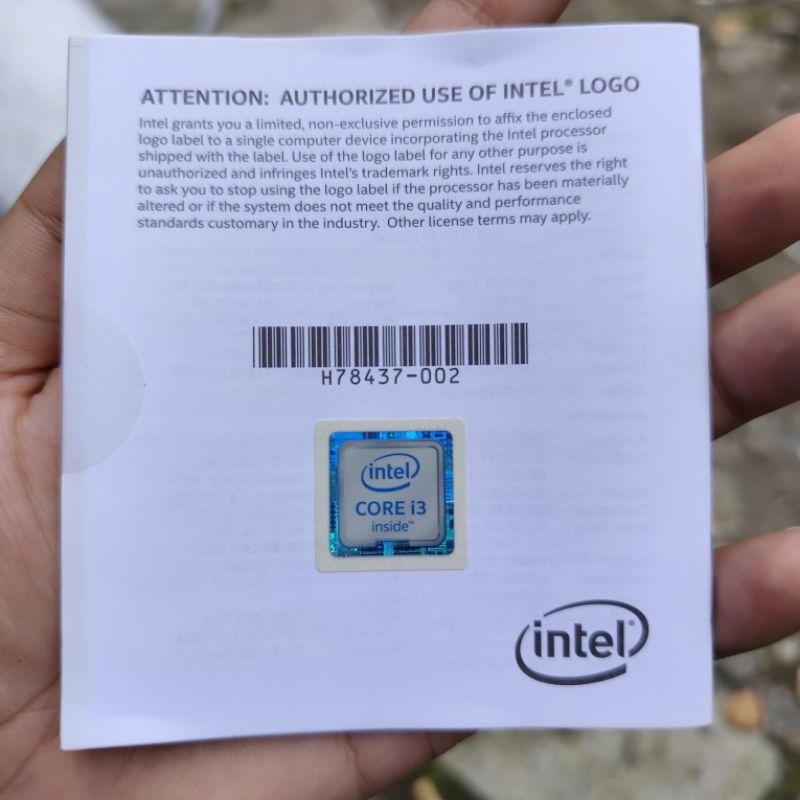 ATTENTION: AUTHORIZED USE OF INTEL® LOGO
Intel grants you a limited, non-exclusive permission to affix the enclosed
logo label to a single computer device incorporating the Intel processor
shipped with the label. Use of the logo label for any other purpose is
unauthorized and infringes Intel's trademark rights. Intel reserves the right
to ask you to stop using the logo label if the processor has been materially
altered or if the system does not meet the quality and performance
standards customary in the industry. Other license terms may apply.
H78437-002
intel
CORE i3
inside™
intel®